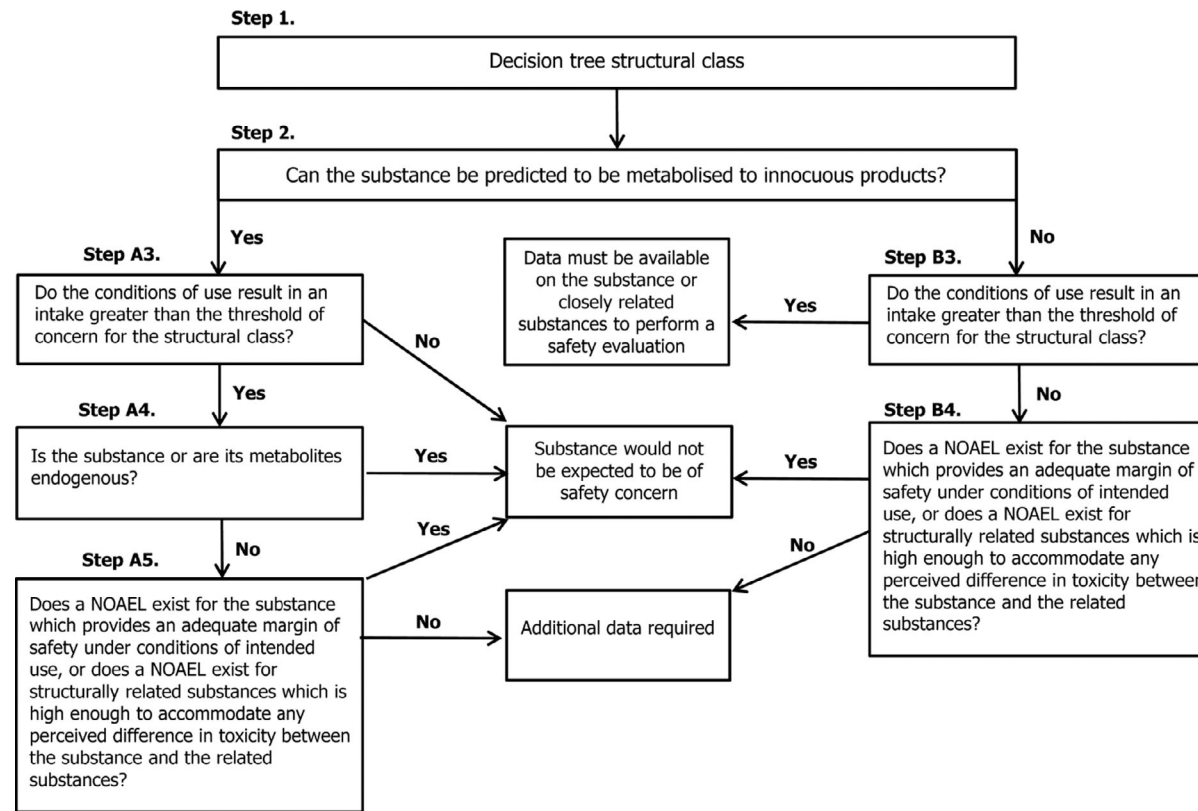 Step 1.
Decision tree structural class
Step 2.
Can the substance be predicted to be metabolised to innocuous products?
Yes
No
Step A3.
Do the conditions of use result in an
intake greater than the threshold of
concern for the structural class?
Data must be available
on the substance or
closely related
substances to perform a
safety evaluation
Step B3.
Do the conditions of use result in an
intake greater than the threshold of
concern for the structural class?
Yes
No
Yes
No
Step A4.
Is the substance or are its metabolites
endogenous?
Yes
Substance would not
be expected to be of
safety concern
Yes
Step B4.
Does a NOAEL exist for the substance
which provides an adequate margin of
safety under conditions of intended
use, or does a NOAEL exist for
structurally related substances which is
high enough to accommodate any
perceived difference in toxicity between
the substance and the related
substances?
No
Yes
No
Step A5.
Does a NOAEL exist for the substance
which provides an adequate margin of
safety under conditions of intended
use, or does a NOAEL exist for
structurally related substances which is
high enough to accommodate any
perceived difference in toxicity between
the substance and the related
substances?
No
Additional data required